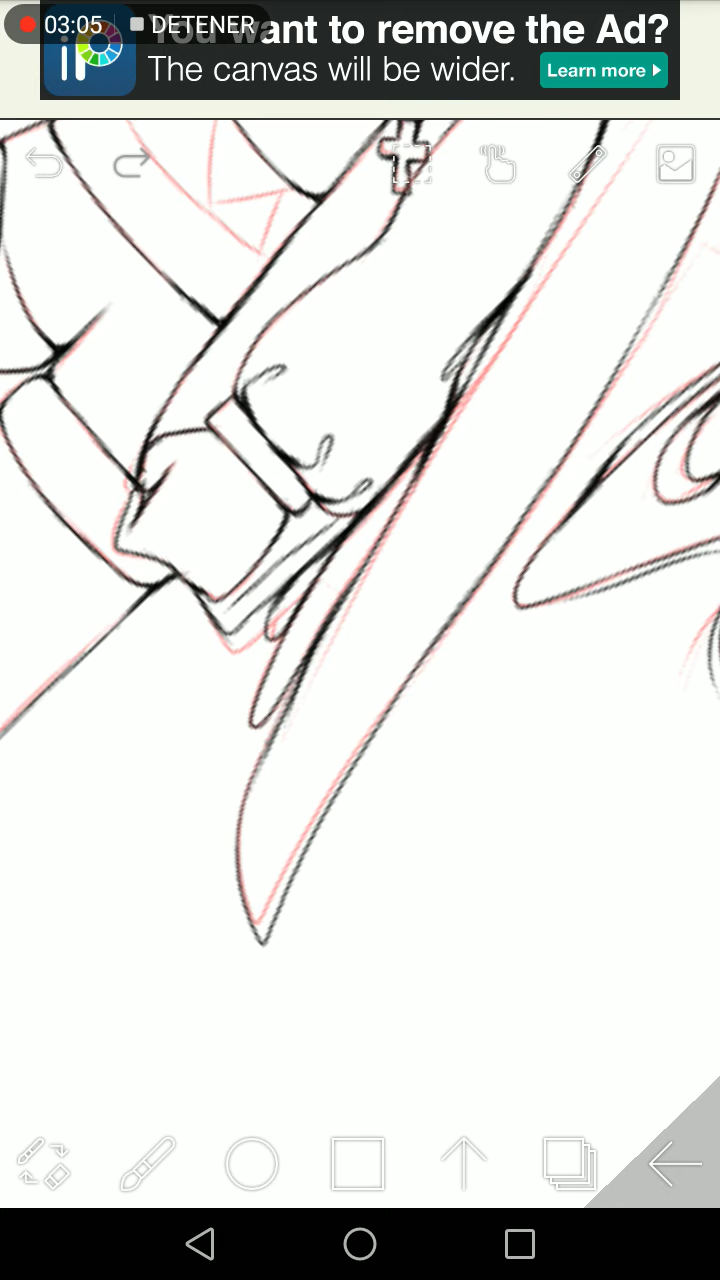 03:05 DETENER
You want to remove the Ad?
The canvas will be wider.
Learn more